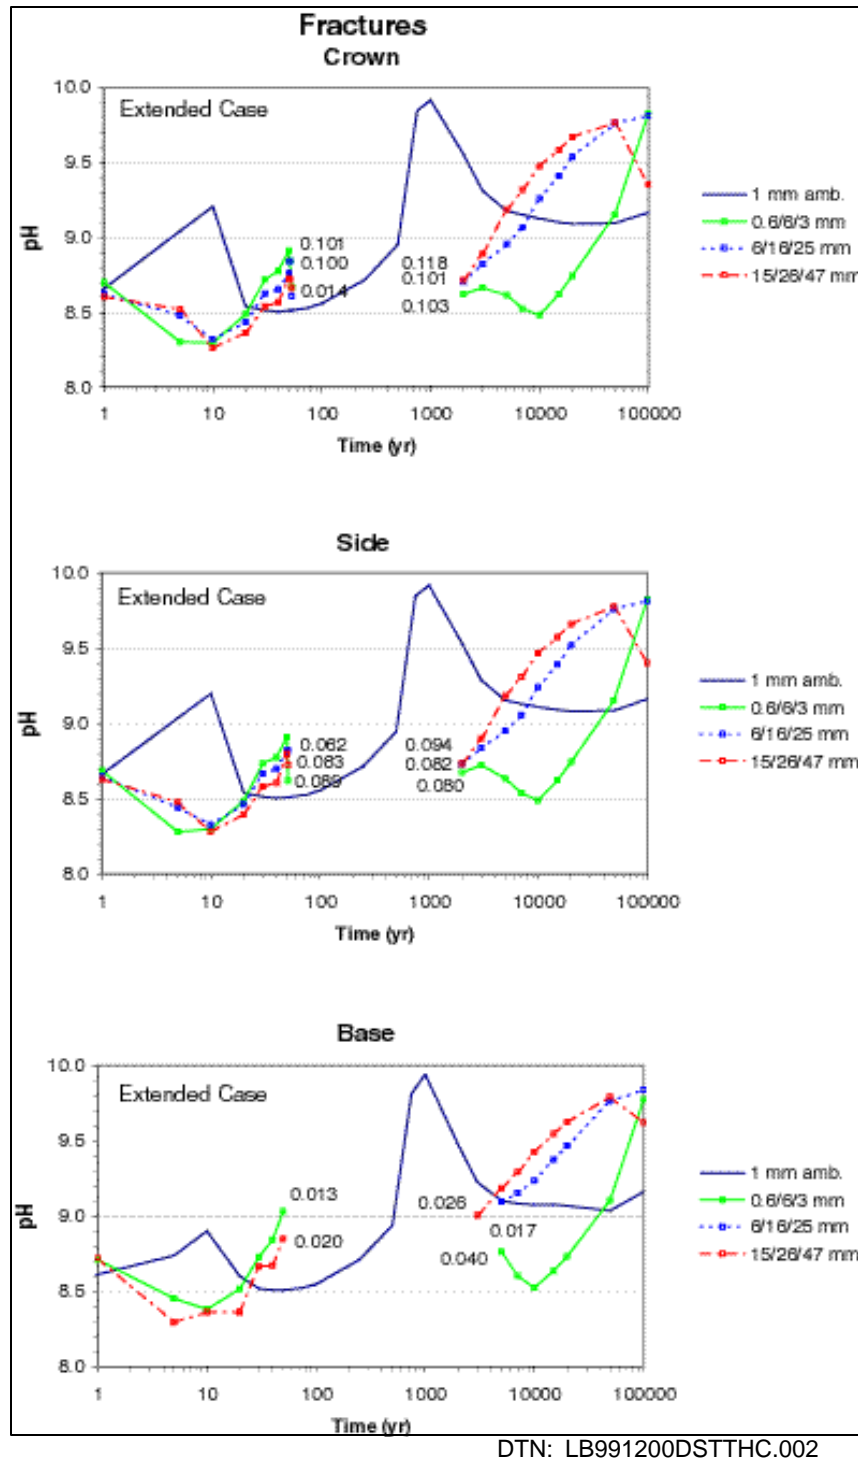 Fractures
Crown
Extended Case
pH
10.0
9.5
9.0
8.5
8.0
0.101
0.100
0.014
0.118
0.101
0.103
1 10 100 1000 10000 100000
Time (yr)
1 mm amb.
0.6/6/3 mm
6/16/25 mm
15/26/47 mm
Side
Extended Case
pH
10.0
9.5
9.0
8.5
8.0
0.062
0.083
0.089
0.094
0.082
0.080
1 10 100 1000 10000 100000
Time (yr)
1 mm amb.
0.6/6/3 mm
6/16/25 mm
15/26/47 mm
Base
Extended Case
pH
10.0
9.5
9.0
8.5
8.0
0.013
0.020
0.026
0.017
0.040
1 10 100 1000 10000 100000
Time (yr)
1 mm amb.
0.6/6/3 mm
6/16/25 mm
15/26/47 mm
DTN: LB991200DSTTHC.002